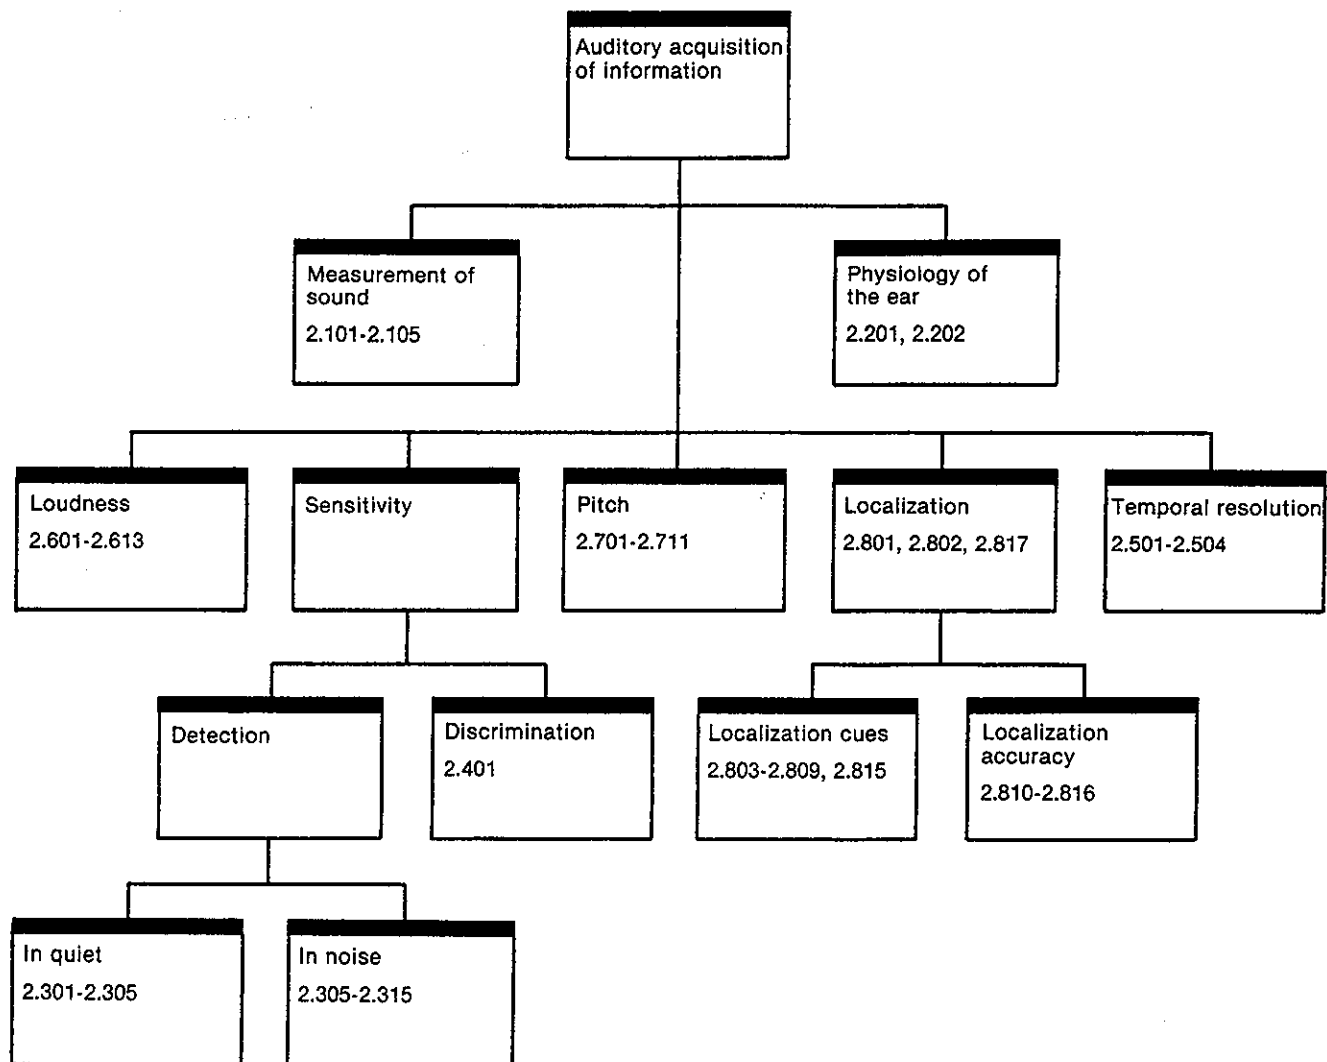 Auditory acquisition
of information
Measurement of
sound
2.101-2.105
Physiology of
the ear
2.201, 2.202
Loudness
2.601-2.613
Sensitivity
Pitch
2.701-2.711
Localization
2.801, 2.802, 2.817
Temporal resolution
2.501-2.504
Detection
Discrimination
2.401
Localization cues
2.803-2.809, 2.815
Localization
accuracy
2.810-2.816
In quiet
2.301-2.305
In noise
2.305-2.315